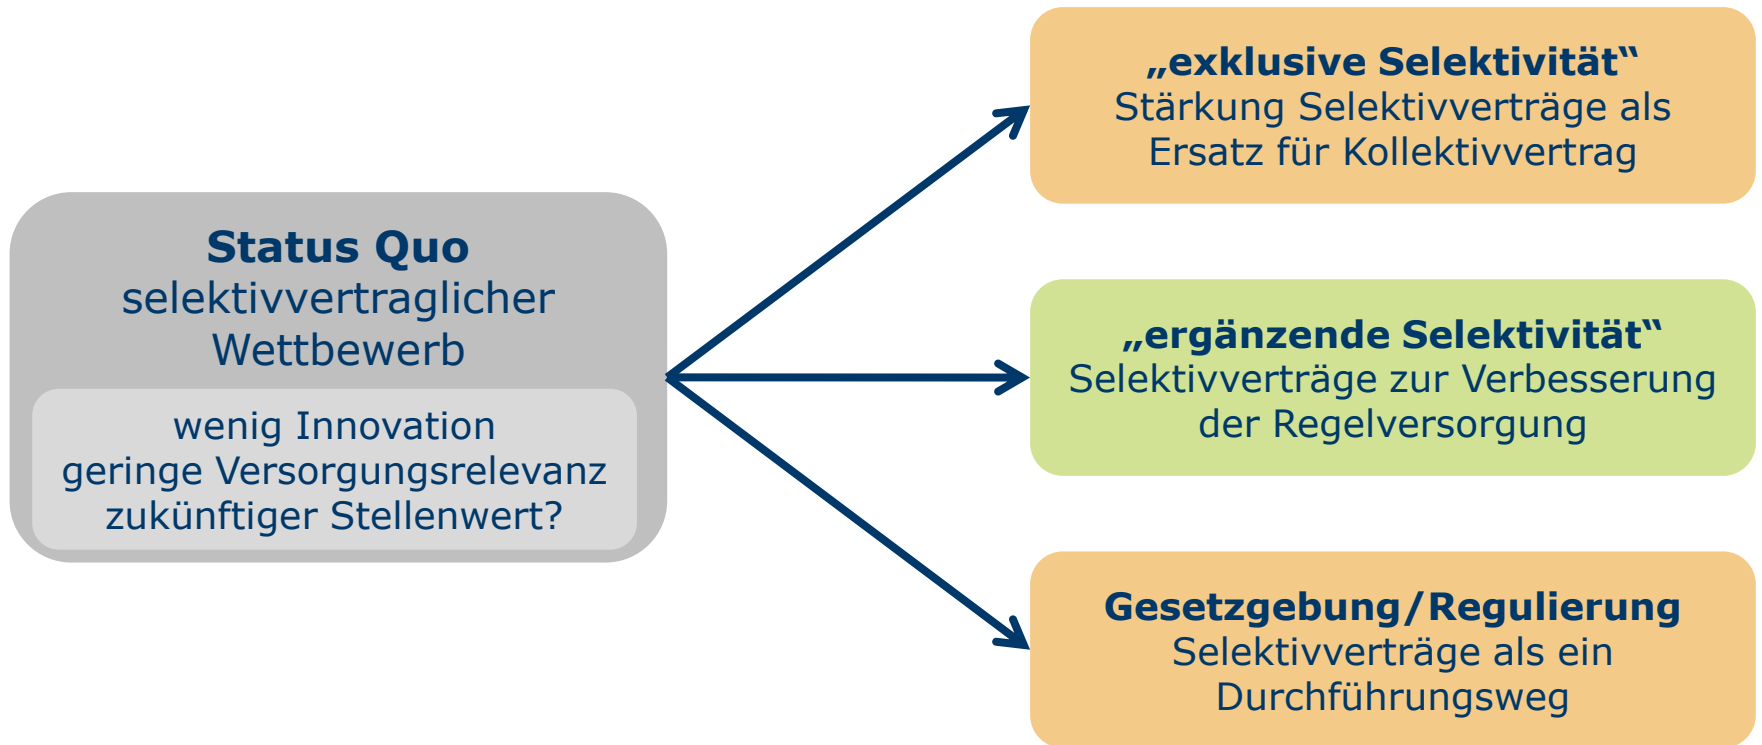 Status Quo
selektivvertraglicher
Wettbewerb
wenig Innovation
geringe Versorgungsrelevanz
zukünftiger Stellenwert?
„exklusive Selektivität“
Stärkung Selektivverträge als
Ersatz für Kollektivvertrag
„ergänzende Selektivität“
Selektivverträge zur Verbesserung
der Regelversorgung
Gesetzgebung/Regulierung
Selektivverträge als ein
Durchführungsweg